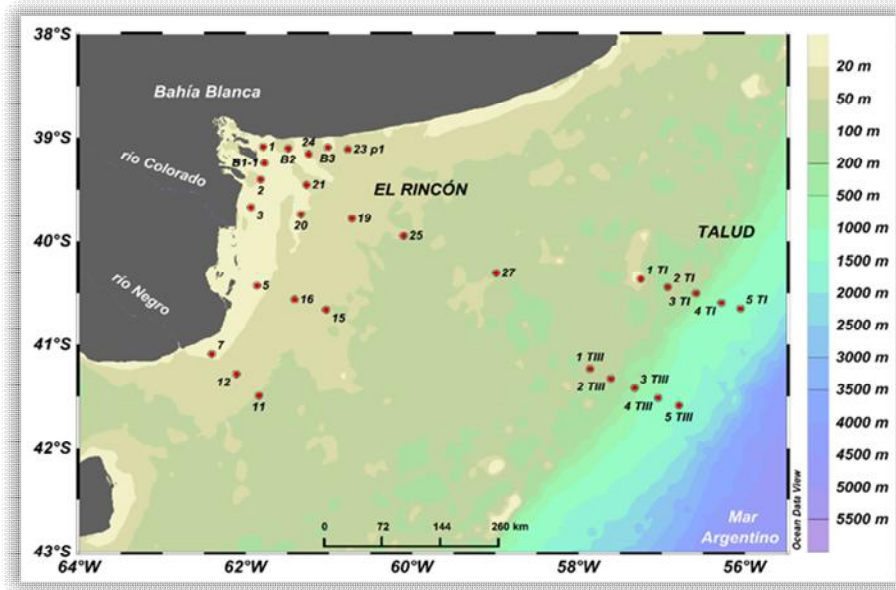 38°S
39°S
40°S
41°S
42°S
43°S
64°W
62°W
60°W
58°W
56°W
Bahía Blanca
río Colorado
río Negro
EL RINCÓN
TALUD
Mar
Argentino
1
B1-1
B2
24
B3
23 p1
2
21
3
20
19
25
5
16
15
27
7
12
11
1 TI
2 TI
3 TI
4 TI
5 TI
1 TIII
2 TIII
3 TIII
4 TIII
5 TIII
0
72
144
260 km
Ocean Data View
20 m
50 m
100 m
200 m
500 m
1000 m
1500 m
2000 m
2500 m
3000 m
3500 m
4000 m
4500 m
5000 m
5500 m